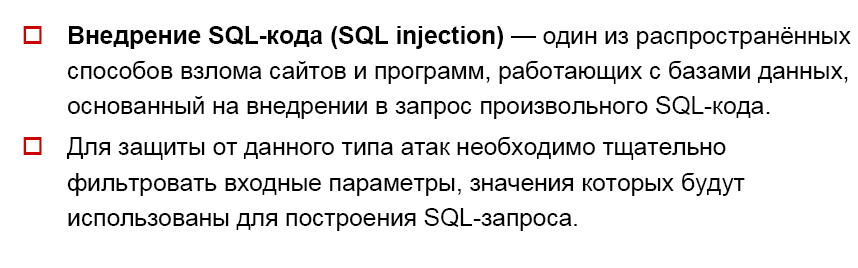 Внедрение SQL-кода (SQL injection) — один из распространённых
способов взлома сайтов и программ, работающих с базами данных,
основанный на внедрении в запрос произвольного SQL-кода.
Для защиты от данного типа атак необходимо тщательно
фильтровать входные параметры, значения которых будут
использованы для построения SQL-запроса.